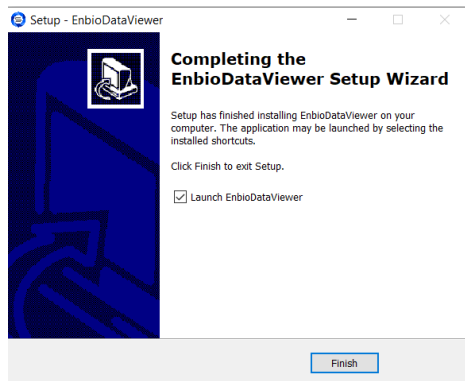 Setup - EnbioDataViewer
Completing the
EnbioDataViewer Setup Wizard
Setup has finished installing EnbioDataViewer on your
computer. The application may be launched by selecting the
installed shortcuts.
Click Finish to exit Setup.
Launch EnbioDataViewer
Finish